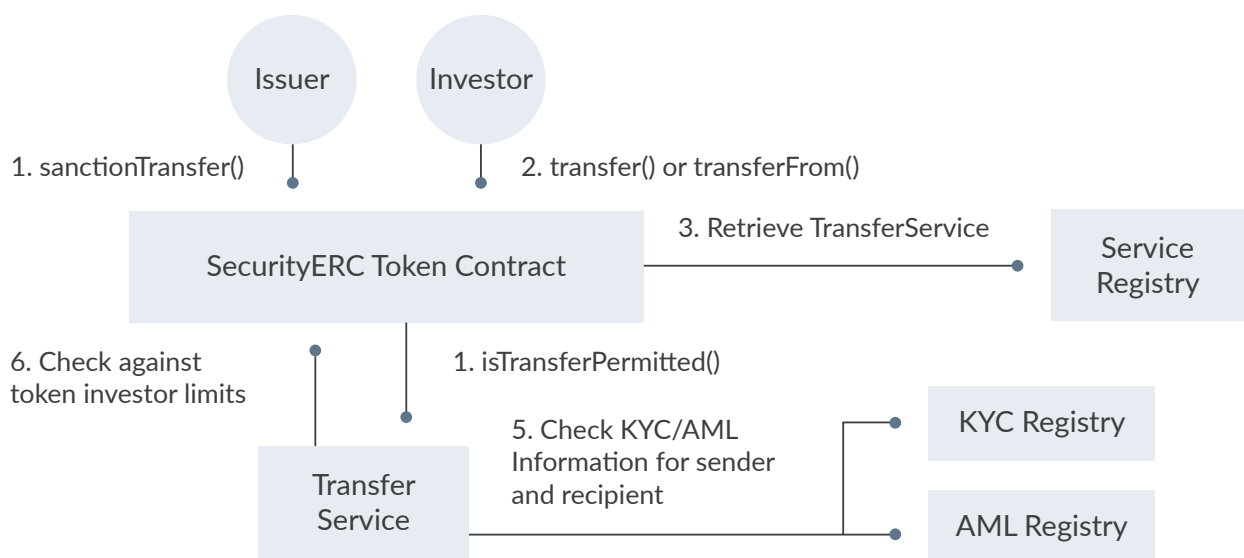 Issuer
Investor
1. sanctionTransfer()
2. transfer() or transferFrom()
3. Retrieve TransferService
SecurityERC Token Contract
Service
Registry
6. Check against
token investor limits
1. isTransferPermitted()
5. Check KYC/AML
Information for sender
and recipient
KYC Registry
Transfer
Service
AML Registry